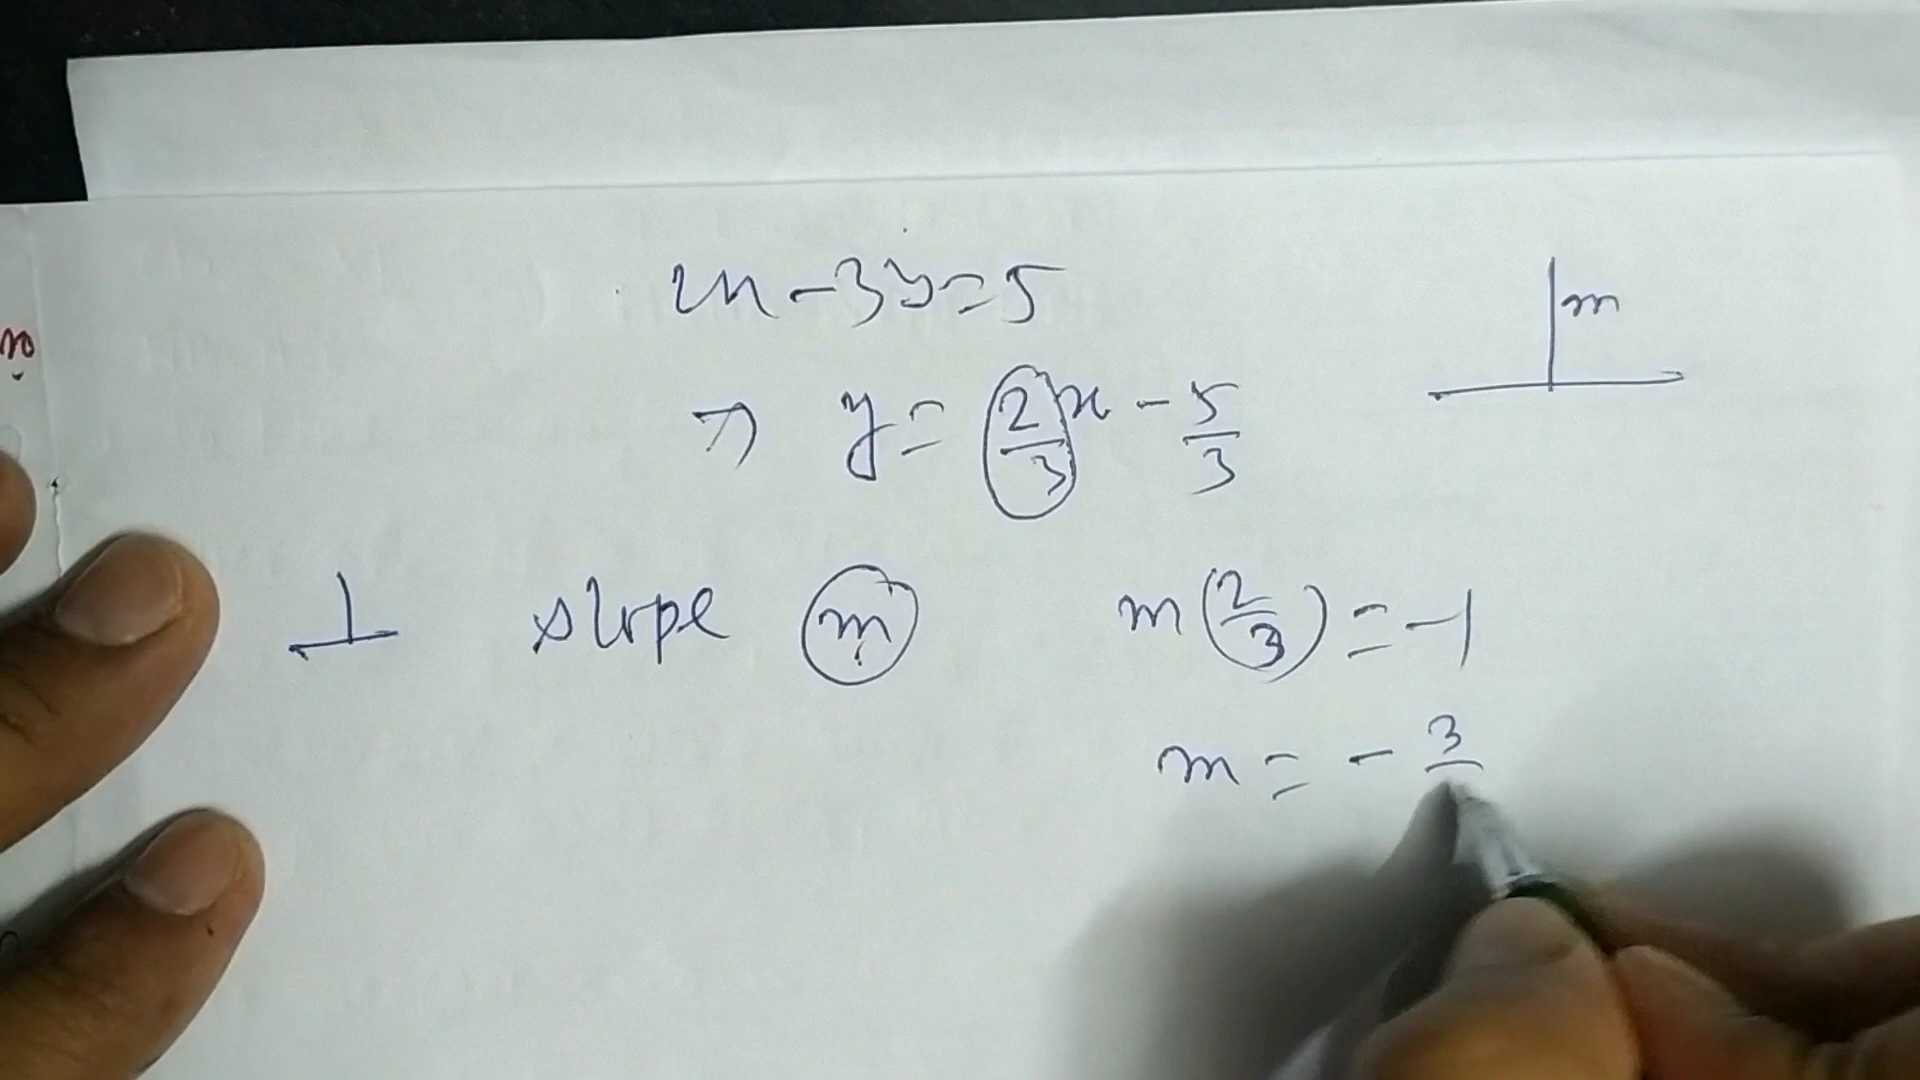 2x - 3y = 5
m
⇒ y = 2/3 x - 5/3
⊥ slope m m(2/3) = -1
m = - 3/